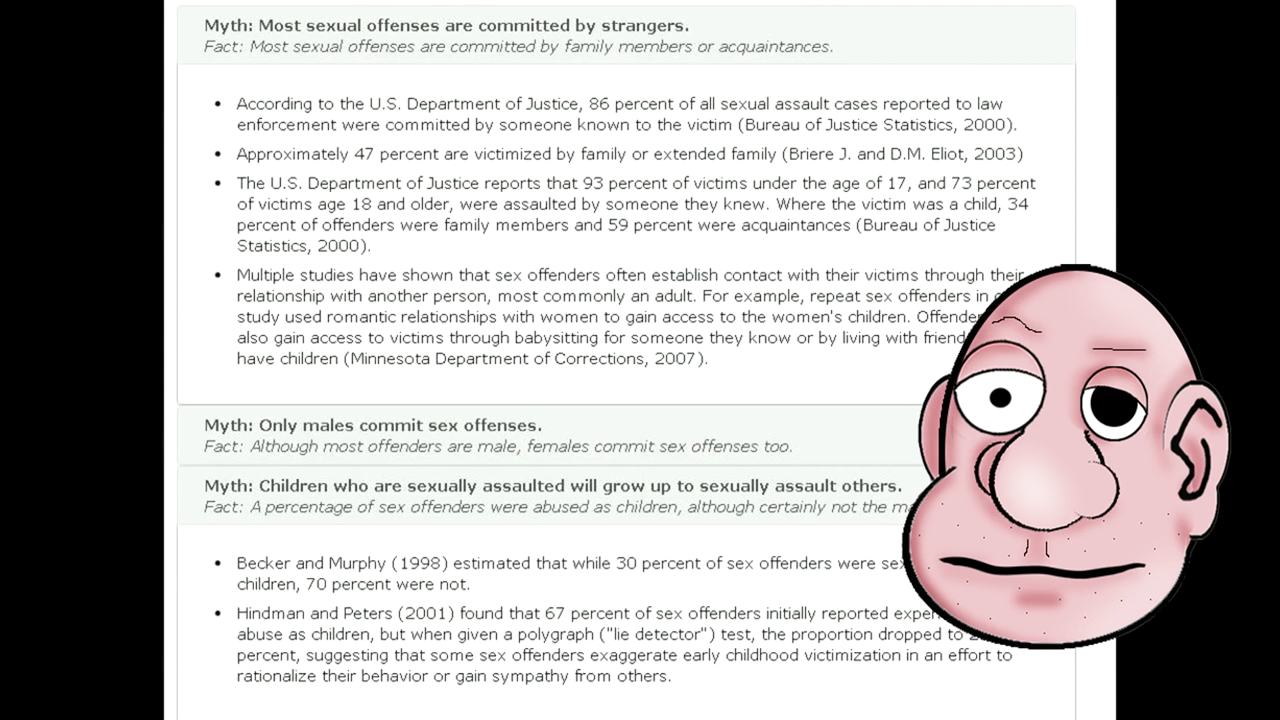 Myth: Most sexual offenses are committed by strangers.
Fact: Most sexual offenses are committed by family members or acquaintances.
• According to the U.S. Department of Justice, 86 percent of all sexual assault cases reported to law
enforcement were committed by someone known to the victim (Bureau of Justice Statistics, 2000).
• Approximately 47 percent are victimized by family or extended family (Briere J. and D.M. Eliot, 2003)
• The U.S. Department of Justice reports that 93 percent of victims under the age of 17, and 73 percent
of victims age 18 and older, were assaulted by someone they knew. Where the victim was a child, 34
percent of offenders were family members and 59 percent were acquaintances (Bureau of Justice
Statistics, 2000).
• Multiple studies have shown that sex offenders often establish contact with their victims through their
relationship with another person, most commonly an adult. For example, repeat sex offenders in
study used romantic relationships with women to gain access to the women's children.
also gain access to victims through babysitting for someone they know or by living with
have children (Minnesota Department of Corrections, 2007).
Myth: Only males commit sex offenses.
Fact: Although most offenders are male, females commit sex offenses too.
Myth: Children who are sexually assaulted will grow up to sexually assault others.
Fact: A percentage of sex offenders were abused as children, although certainly not the
• Becker and Murphy (1998) estimated that while 30 percent of sex offenders were
children, 70 percent were not.
• Hindman and Peters (2001) found that 67 percent of sex offenders initially reported
abuse as children, but when given a polygraph ("lie detector") test, the proportion dropped to
percent, suggesting that some sex offenders exaggerate early childhood victimization in an effort to
rationalize their behavior or gain sympathy from others.